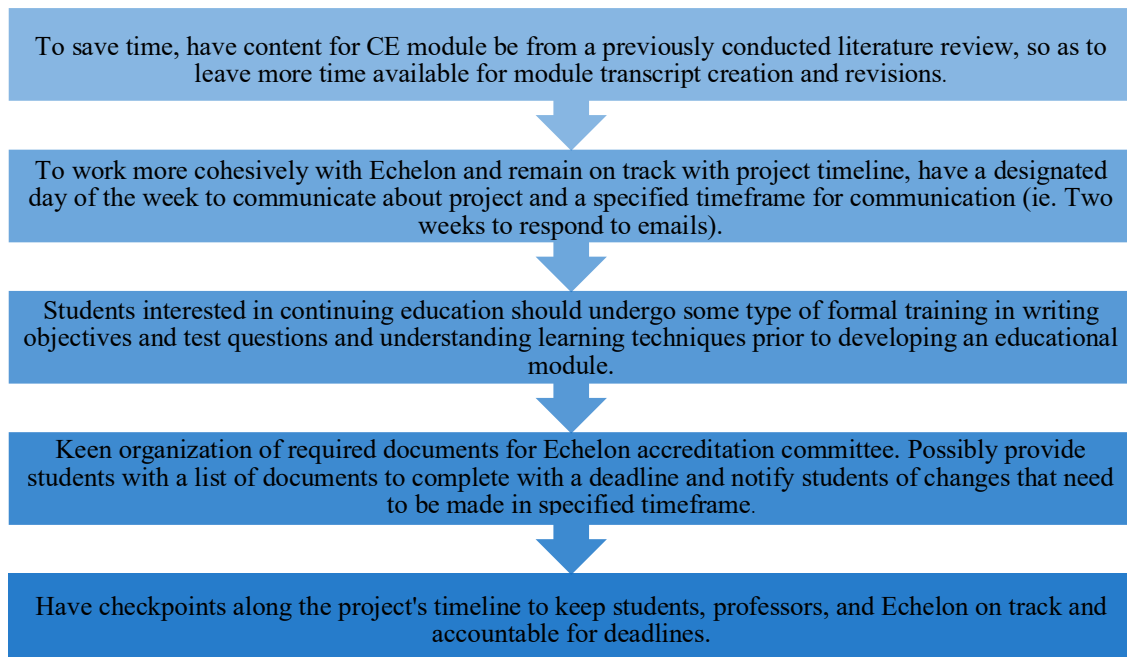 To save time, have content for CE module be from a previously conducted literature review, so as to
leave more time available for module transcript creation and revisions.
To work more cohesively with Echelon and remain on track with project timeline, have a designated
day of the week to communicate about project and a specified timeframe for communication (ie. Two
weeks to respond to emails).
Students interested in continuing education should undergo some type of formal training in writing
objectives and test questions and understanding learning techniques prior to developing an educational
module.
Keen organization of required documents for Echelon accreditation committee. Possibly provide
students with a list of documents to complete with a deadline and notify students of changes that need
to be made in specified timeframe.
Have checkpoints along the project's timeline to keep students, professors, and Echelon on track and
accountable for deadlines.